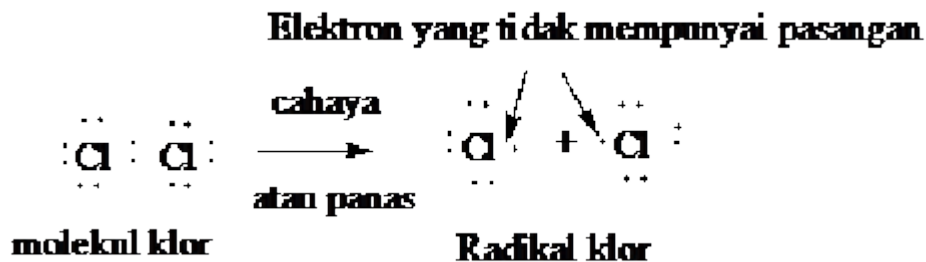 Elektron yang tidak mempunyai pasangan
cahaya
:Cl : Cl: :Cl· + ·Cl :
atau panas
molekul klor
Radikal klor